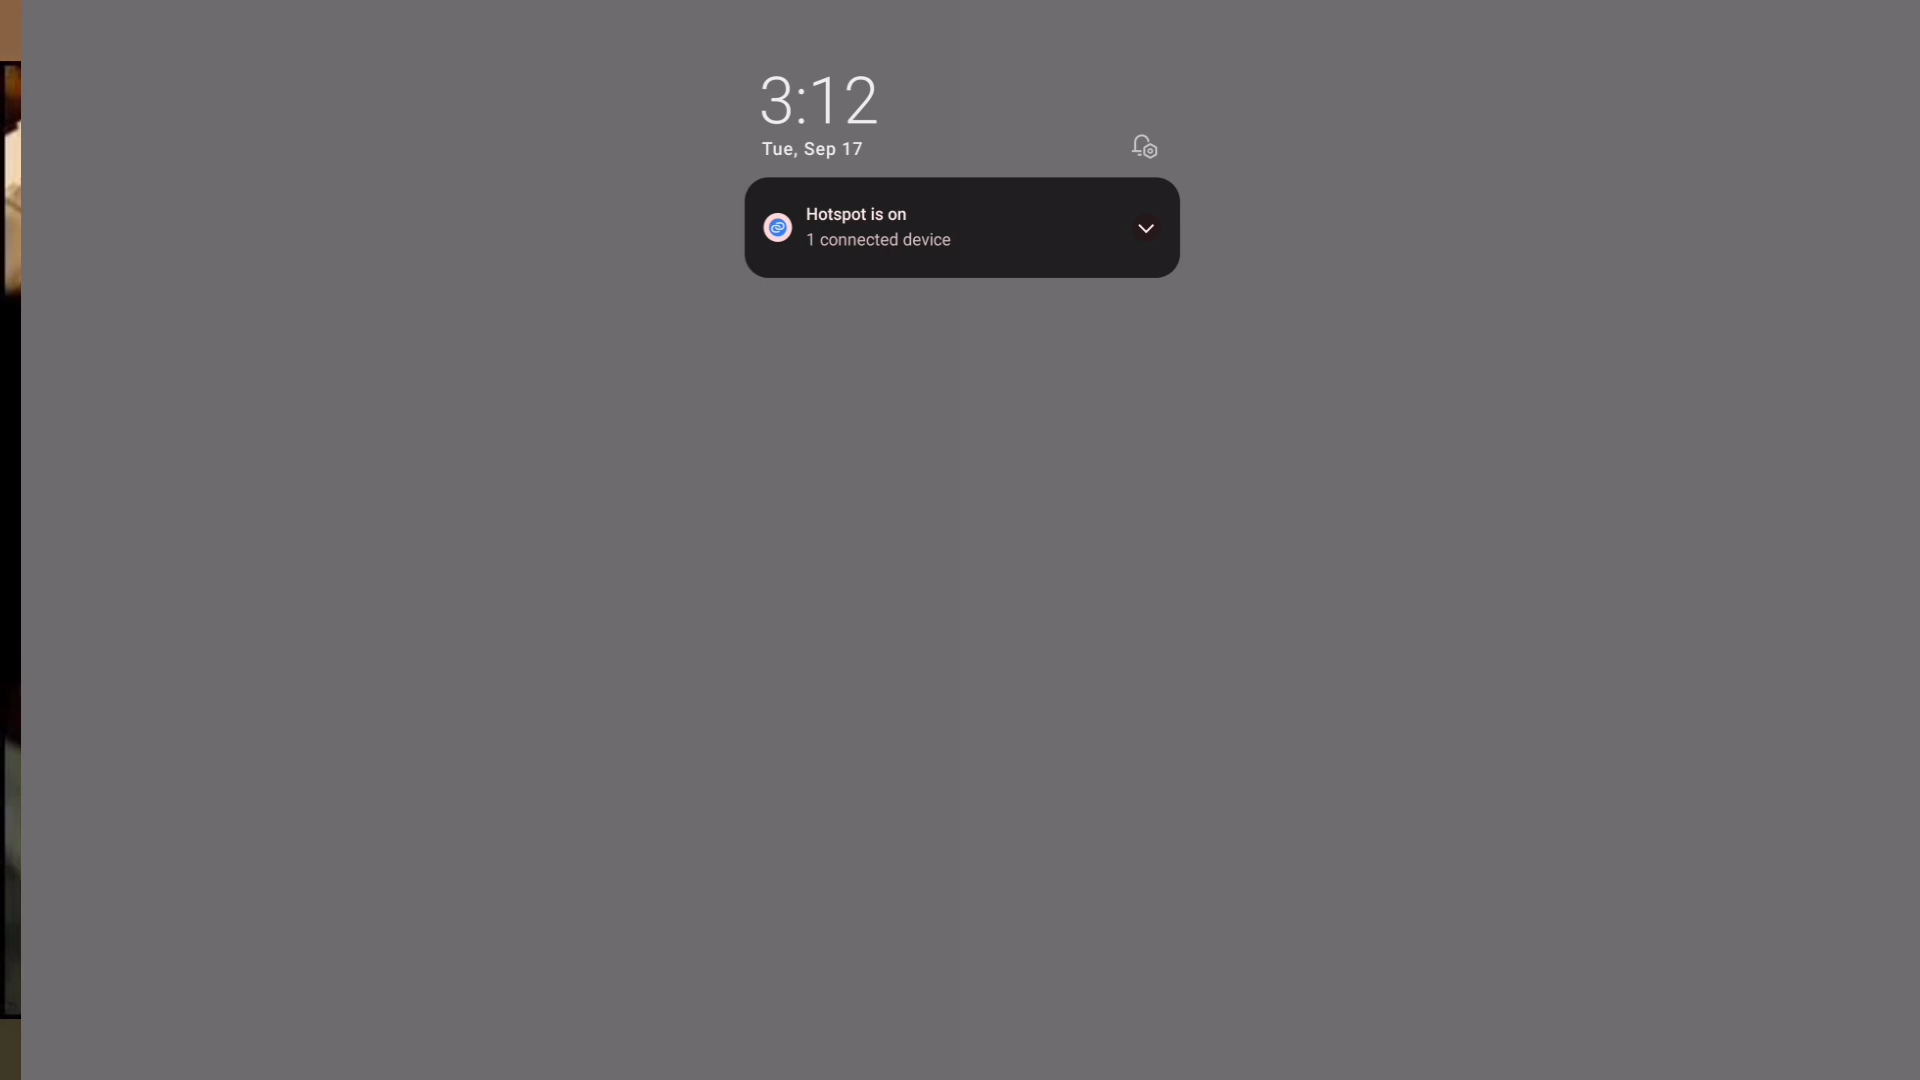 3:12
Tue, Sep 17
Hotspot is on
1 connected device